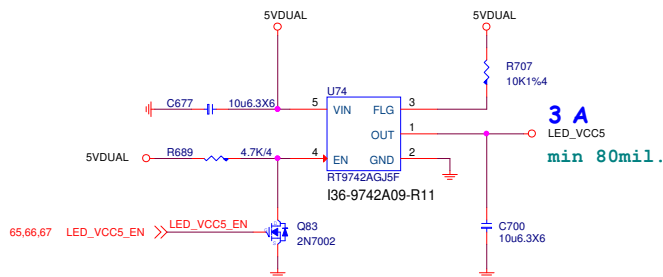 5VDUAL
5VDUAL
R707
10K1%4
U74
C677
10u6.3X6
5
VIN
FLG
3
3 A
OUT
1
LED_VCC5
R689
4.7K/4
5VDUAL
4
EN
GND
2
min 80mil.
RT9742AGJ5F
I36-9742A09-R11
65,66,67
LED_VCC5_EN
LED_VCC5_EN
Q83
2N7002
C700
10u6.3X6